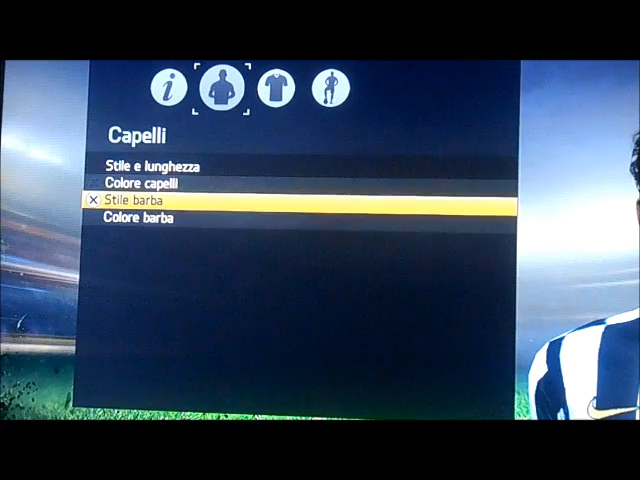 Capelli
Stile e lunghezza
Colore capelli
Stile barba
Colore barba